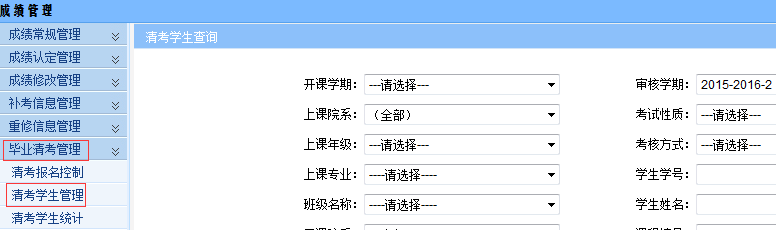 成绩管理
成绩常规管理
成绩认定管理
成绩修改管理
补考信息管理
重修信息管理
毕业清考管理
清考报名控制
清考学生管理
清考学生统计
清考学生查询
开课学期： ---请选择--- 审核学期： 2015-2016-2
上课院系： （全部） 考试性质： ---请选择---
上课年级： ---请选择--- 考核方式： ---请选择---
上课专业： ----请选择---- 学生学号：
班级名称： ----请选择---- 学生姓名：